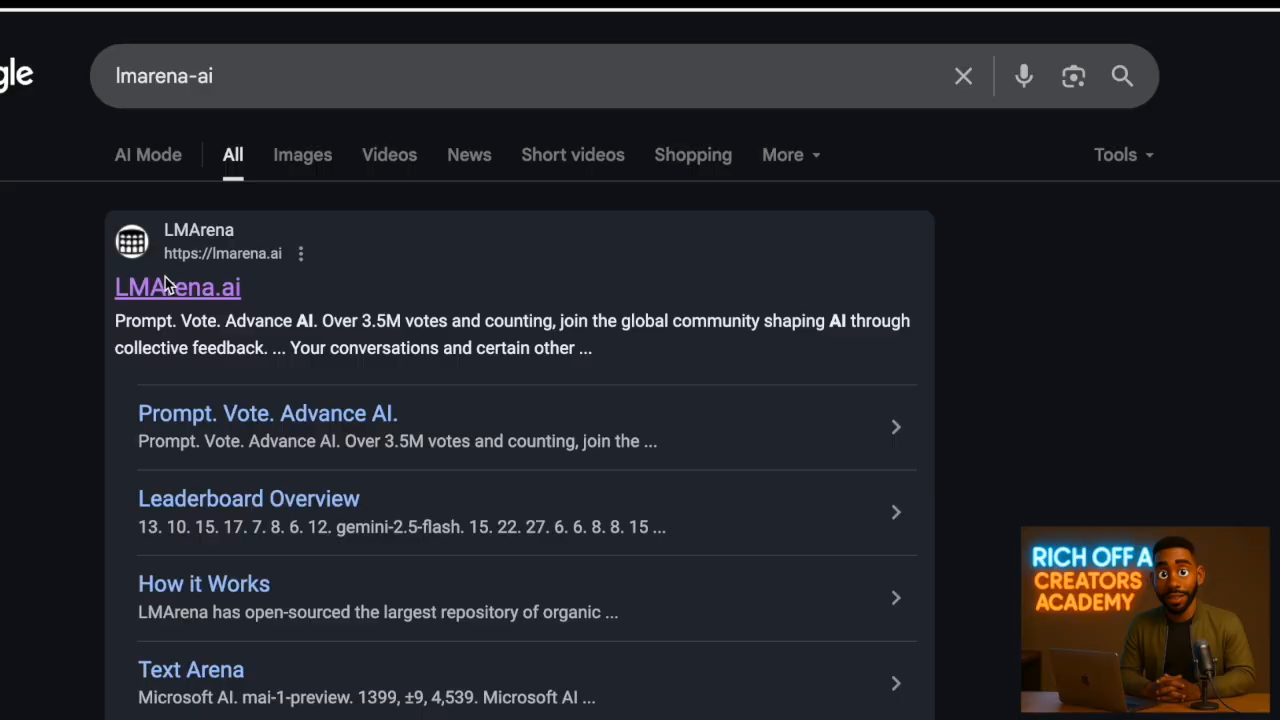 gle
lmarena-ai
AI Mode
All
Images
Videos
News
Short videos
Shopping
More
Tools
LMArena
https://lmarena.ai
LMArena.ai
Prompt. Vote. Advance AI. Over 3.5M votes and counting, join the global community shaping AI through
collective feedback. ... Your conversations and certain other ...
Prompt. Vote. Advance AI.
Prompt. Vote. Advance AI. Over 3.5M votes and counting, join the ...
Leaderboard Overview
13. 10. 15. 17. 7. 8. 6. 12. gemini-2.5-flash. 15. 22. 27. 6. 6. 8. 8. 15 ...
How it Works
LMArena has open-sourced the largest repository of organic ...
Text Arena
Microsoft AI. mai-1-preview. 1399, ±9, 4,539. Microsoft AI ...
RICH OFF A
CREATORS
ACADEMY